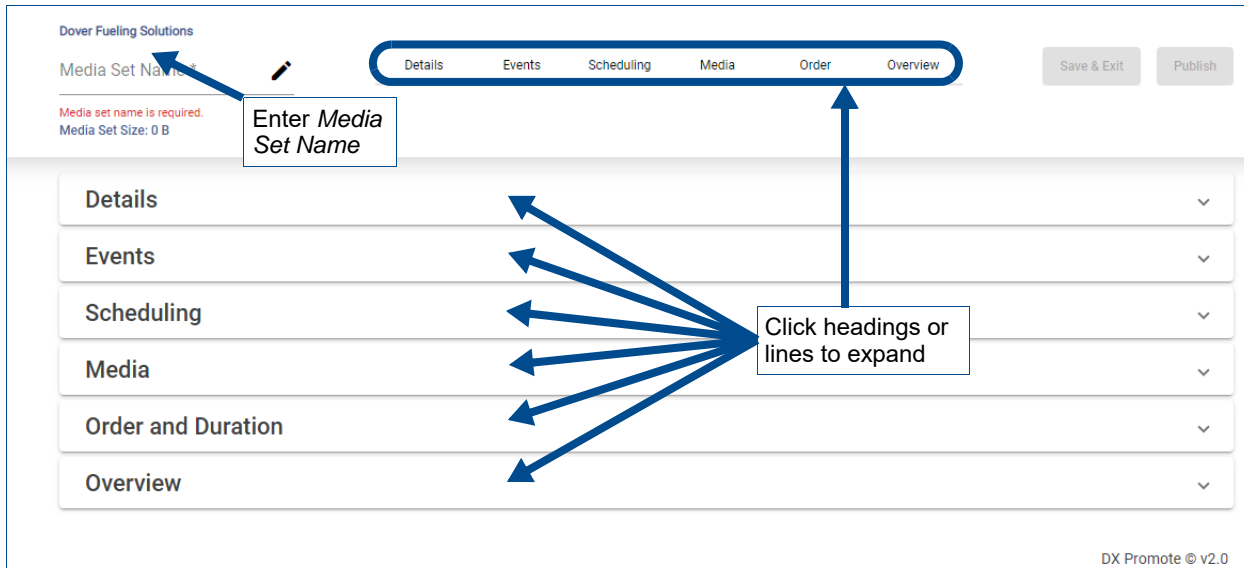 Dover Fueling Solutions
Media Set Name *
Details Events Scheduling Media Order Overview
Save & Exit Publish
Media set name is required.
Media Set Size: 0 B
Enter Media
Set Name
Details
Events
Scheduling
Click headings or
lines to expand
Media
Order and Duration
Overview
DX Promote © v2.0